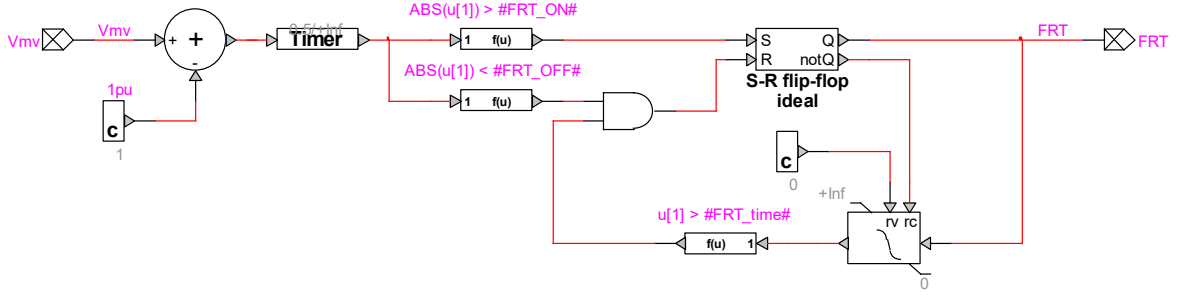 ABS(u[1]) > #FRT_ON#
Vmv
Vmv
+
+
-
Timer
1
f(u)
S
Q
R
notQ
FRT
FRT
ABS(u[1]) < #FRT_OFF#
1
f(u)
S-R flip-flop
ideal
1pu
c
1
c
0
+Inf
u[1] > #FRT_time#
rv
rc
f(u)
1
0